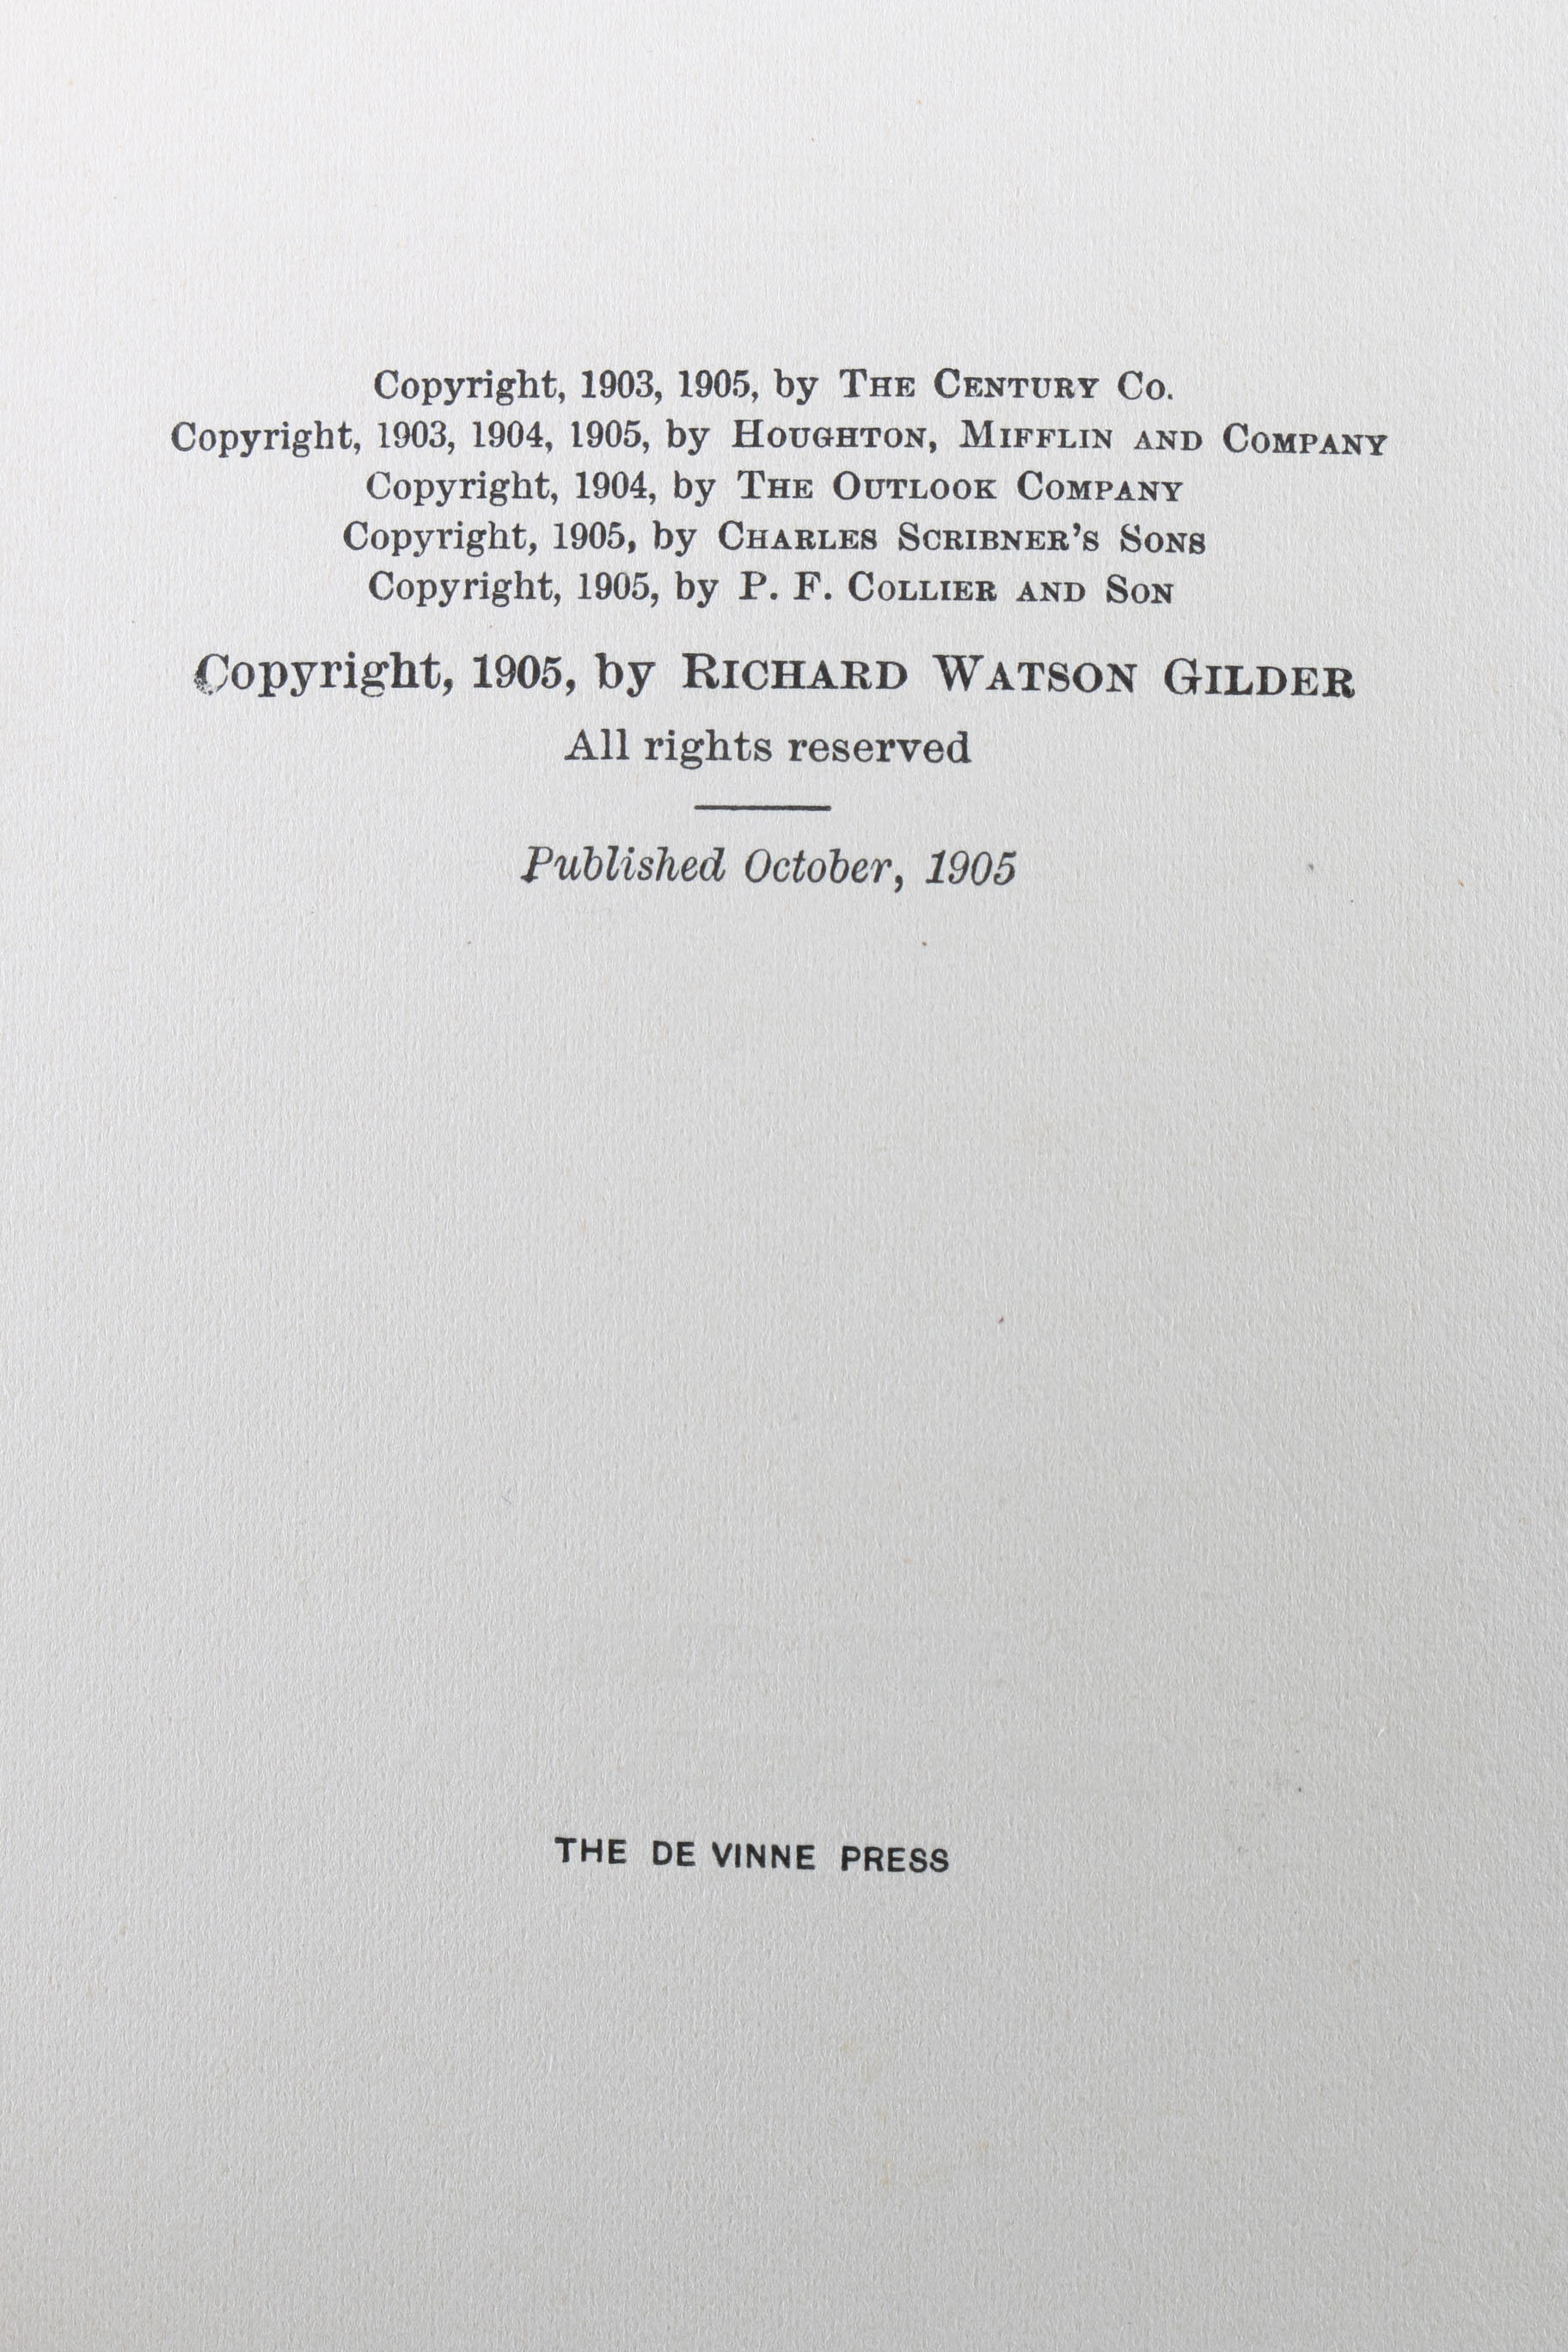 Copyright, 1903, 1905, by THE CENTURY CO.
Copyright, 1903, 1904, 1905, by HOUGHTON, MIFFLIN AND COMPANY
Copyright, 1904, by THE OUTLOOK COMPANY
Copyright, 1905, by CHARLES SCRIBNER'S SONS
Copyright, 1905, by P. F. COLLIER AND SON
Copyright, 1905, by RICHARD WATSON GILDER
All rights reserved
Published October, 1905
THE DE VINNE PRESS